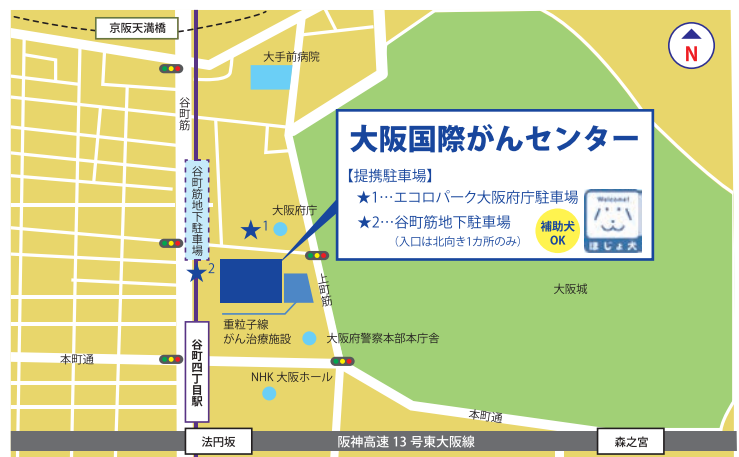 京阪天満橋
N
大手前病院
谷町筋
大阪国際がんセンター
【提携駐車場】
★1…エコロパーク大阪府庁駐車場
★2…谷町筋地下駐車場
（入口は北向き1カ所のみ）
補助犬
OK
Welcome!
ほじょ犬
谷町筋地下駐車場
大阪府庁
★1
★2
上町筋
大阪城
重粒子線
がん治療施設
大阪府警察本部本庁舎
谷町四丁目駅
本町通
NHK 大阪ホール
本町通
法円坂
阪神高速 13 号東大阪線
森之宮